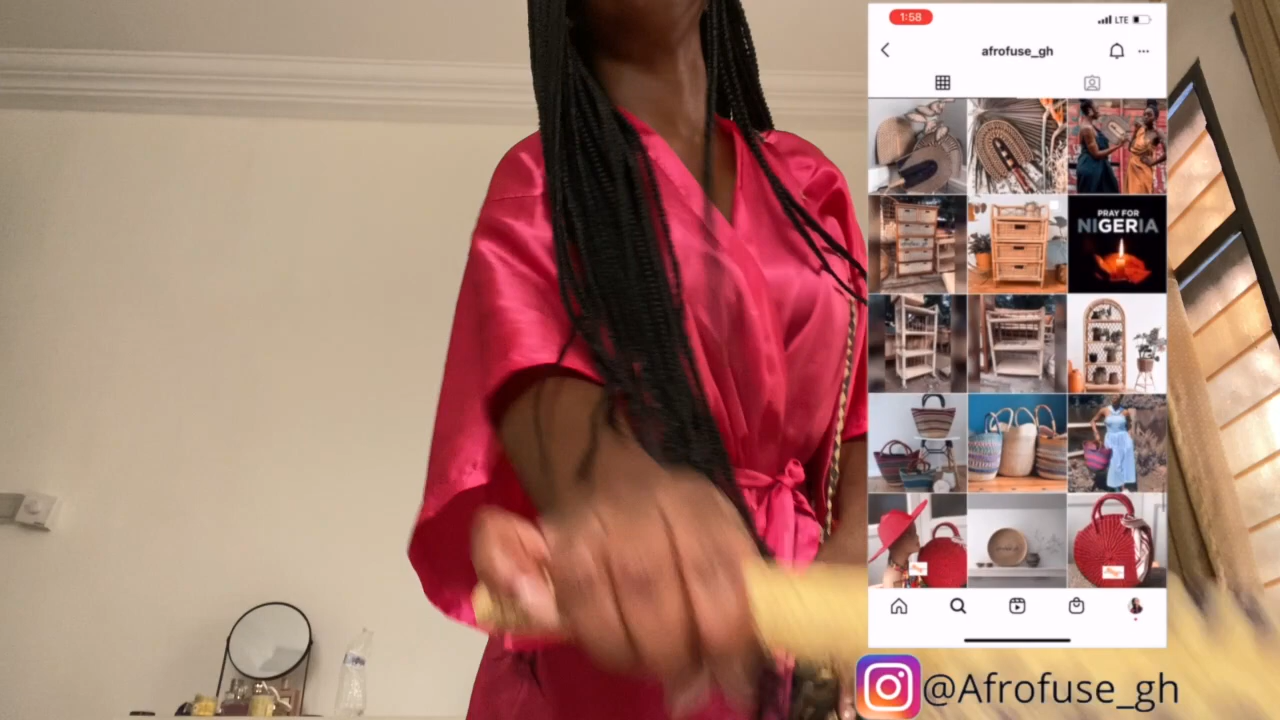 1:58
LTE
afrofuse_gh
PRAY FOR
NIGERIA
@Afrofuse_gh